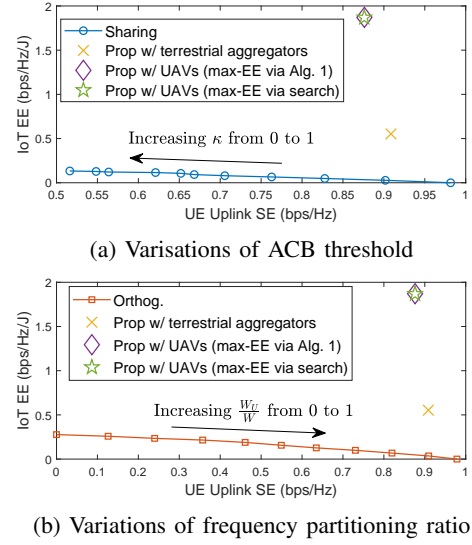 2
1.5
1
0.5
0
IoT EE (bps/Hz/J)
Sharing
Prop w/ terrestrial aggregators
Prop w/ UAVs (max-EE via Alg. 1)
Prop w/ UAVs (max-EE via search)
Increasing κ from 0 to 1
0.5 0.55 0.6 0.65 0.7 0.75 0.8 0.85 0.9 0.95 1
UE Uplink SE (bps/Hz)
(a) Varisations of ACB threshold
2
1.5
1
0.5
0
IoT EE (bps/Hz/J)
Orthog.
Prop w/ terrestrial aggregators
Prop w/ UAVs (max-EE via Alg. 1)
Prop w/ UAVs (max-EE via search)
Increasing W_U/W from 0 to 1
0 0.1 0.2 0.3 0.4 0.5 0.6 0.7 0.8 0.9 1
UE Uplink SE (bps/Hz)
(b) Variations of frequency partitioning ratio